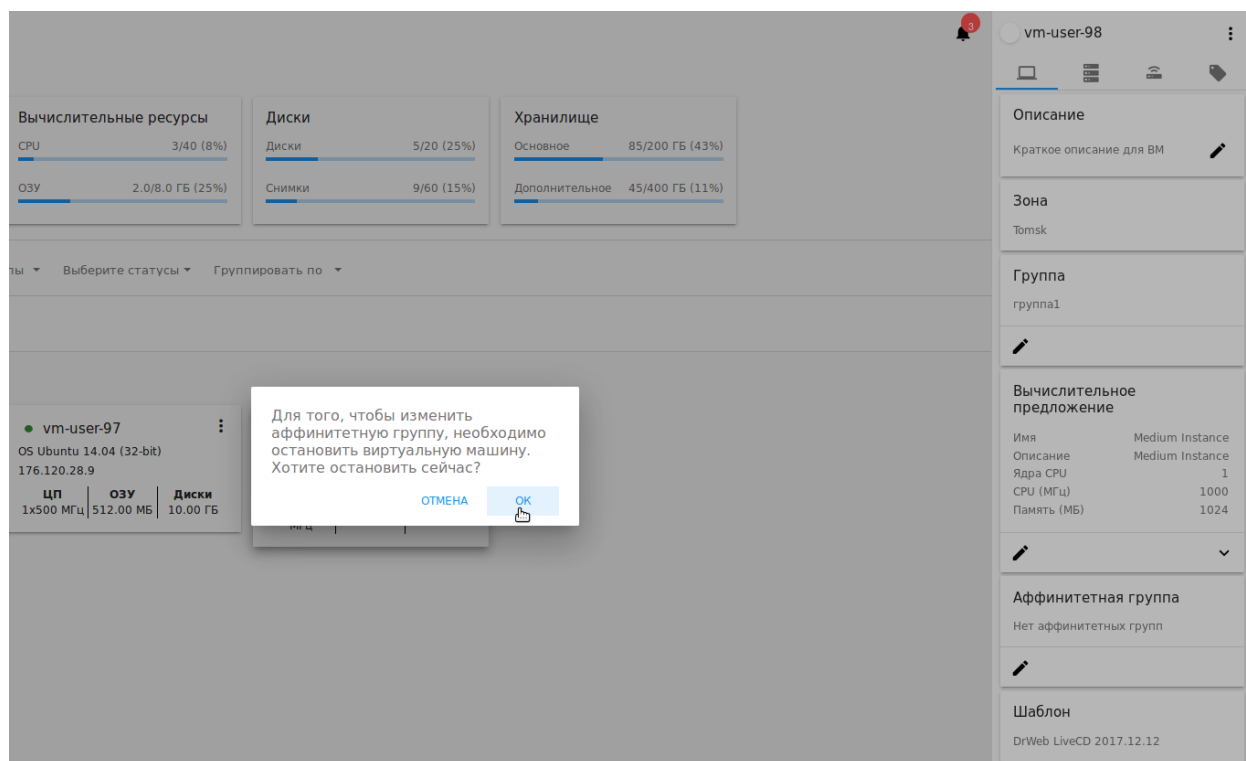 3
vm-user-98
Вычислительные ресурсы
CPU 3/40 (8%)
ОЗУ 2.0/8.0 ГБ (25%)
Диски
Диски 5/20 (25%)
Снимки 9/60 (15%)
Хранилище
Основное 85/200 ГБ (43%)
Дополнительное 45/400 ГБ (11%)
Выберите статусы Группировать по
vm-user-97
OS Ubuntu 14.04 (32-bit)
176.120.28.9
ЦП ОЗУ Диски
1x500 МГц 512.00 МБ 10.00 ГБ
Для того, чтобы изменить
аффинитетную группу, необходимо
остановить виртуальную машину.
Хотите остановить сейчас?
ОТМЕНА ОК
МГц
Описание
Краткое описание для ВМ
Зона
Tomsk
Группа
группа1
Вычислительное
предложение
Имя Medium Instance
Описание Medium Instance
Ядра CPU 1
CPU (МГц) 1000
Память (МБ) 1024
Аффинитетная группа
Нет аффинитетных групп
Шаблон
DrWeb LiveCD 2017.12.12